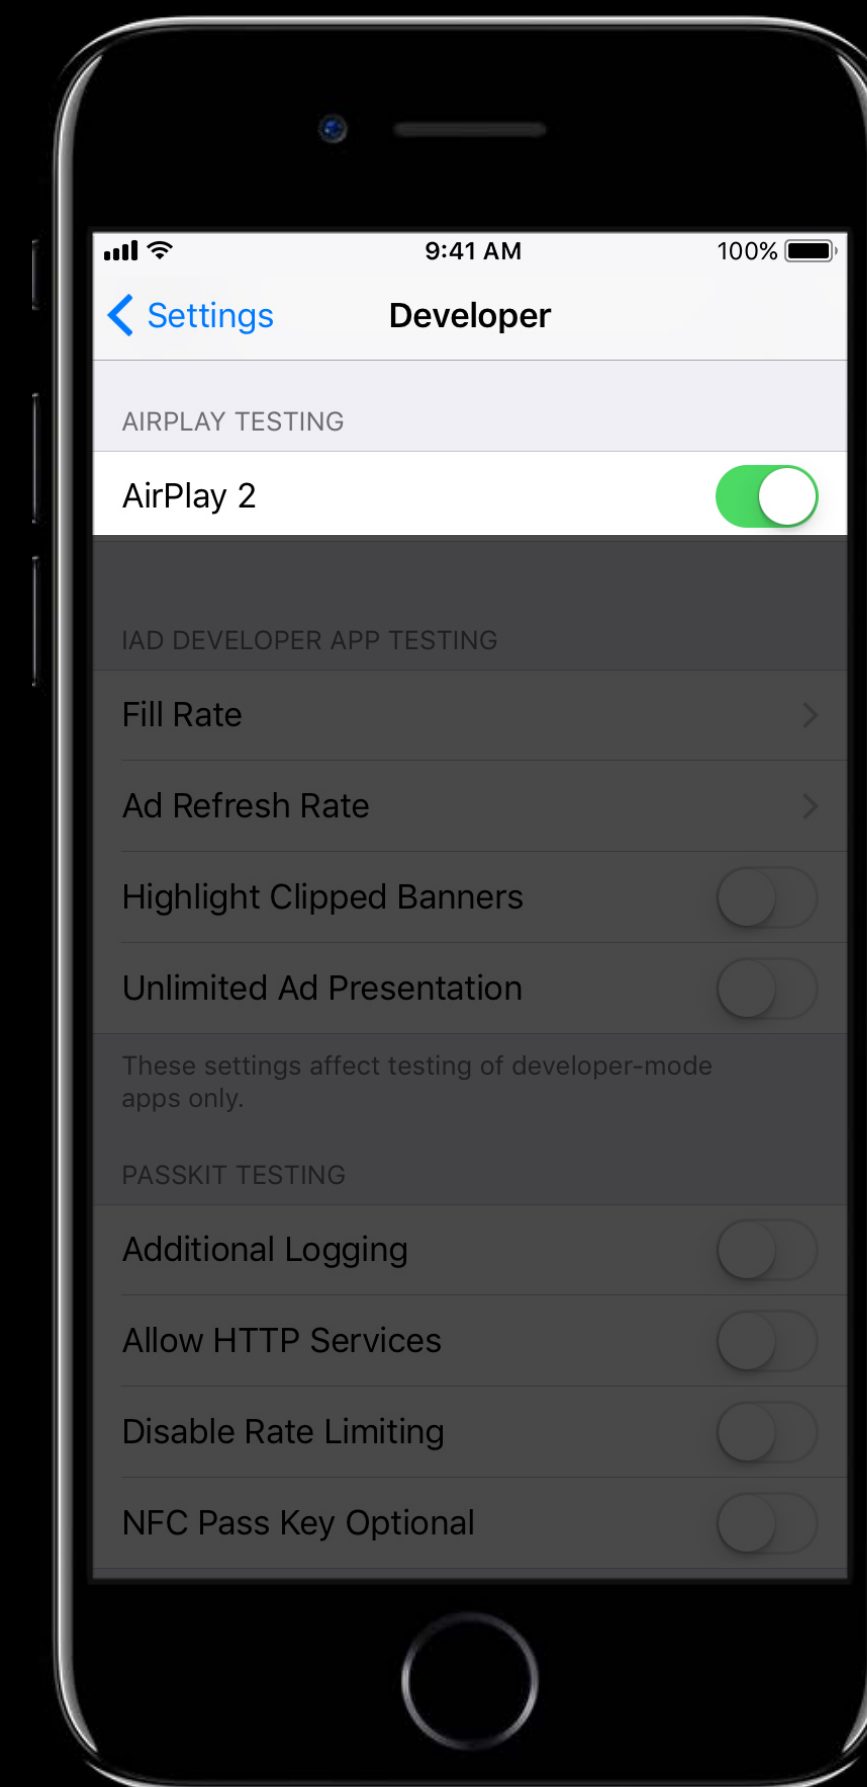 9:41 AM 100%
Settings Developer
AIRPLAY TESTING
AirPlay 2
IAD DEVELOPER APP TESTING
Fill Rate
Ad Refresh Rate
Highlight Clipped Banners
Unlimited Ad Presentation
These settings affect testing of developer-mode
apps only.
PASSKIT TESTING
Additional Logging
Allow HTTP Services
Disable Rate Limiting
NFC Pass Key Optional